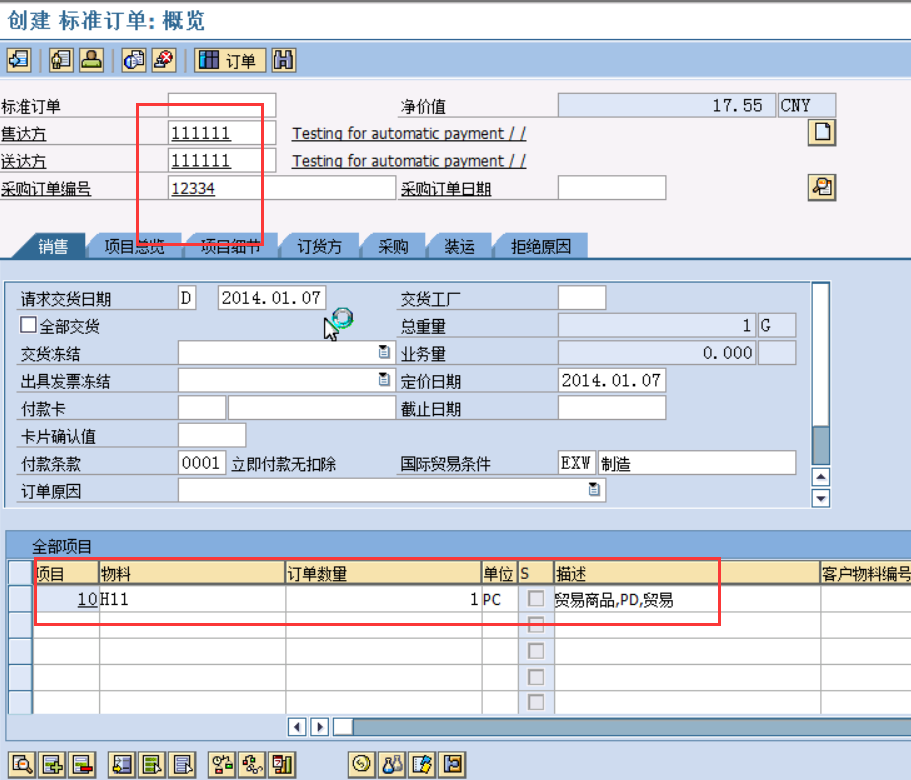 创建 标准订单: 概览
订单
标准订单 净价值 17.55 CNY
售达方 111111 Testing for automatic payment / /
送达方 111111 Testing for automatic payment / /
采购订单编号 12334 采购订单日期
销售 项目总览 项目细节 订货方 采购 装运 拒绝原因
请求交货日期 D 2014.01.07 交货工厂
全部交货 总重量 1 G
交货冻结 业务量 0.000
出具发票冻结 定价日期 2014.01.07
付款卡 截止日期
卡片确认值
付款条款 0001 立即付款无扣除 国际贸易条件 EXW 制造
订单原因
全部项目
项目 物料 订单数量 单位 S 描述 客户物料编号
10 H11 1 PC 贸易商品,PD,贸易